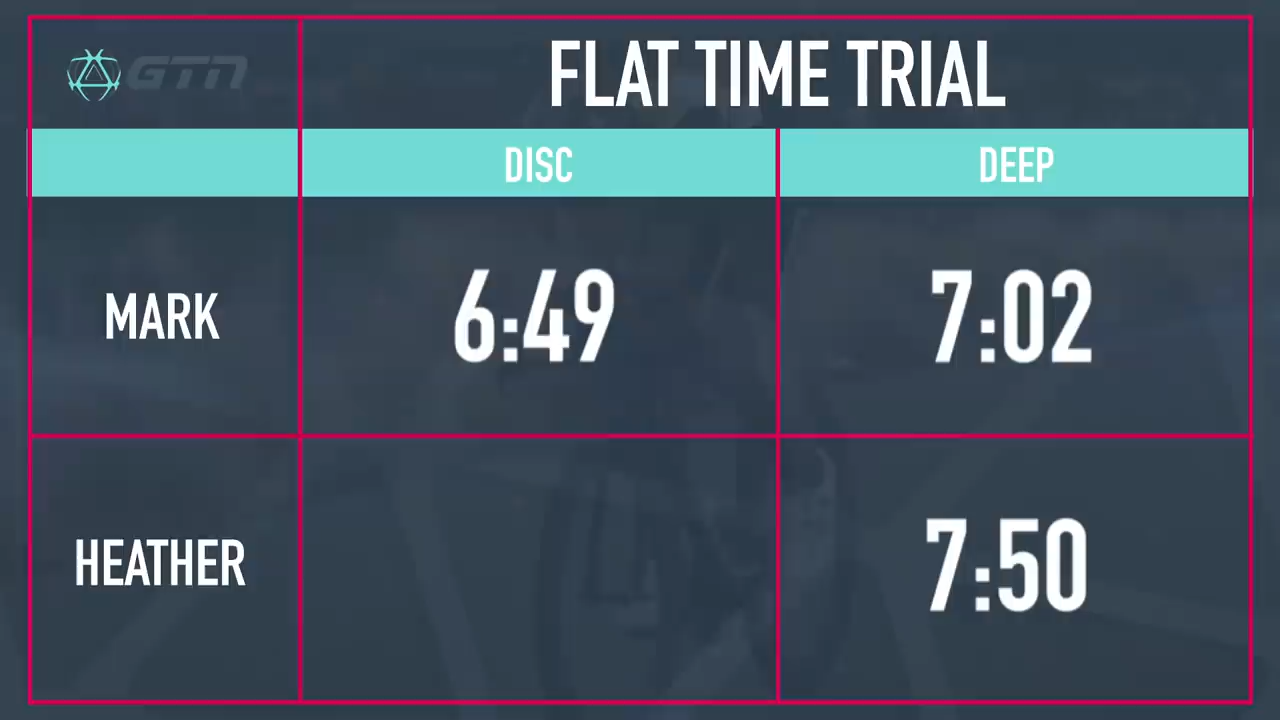 GTN
FLAT TIME TRIAL
DISC DEEP
MARK 6:49 7:02
HEATHER 7:50